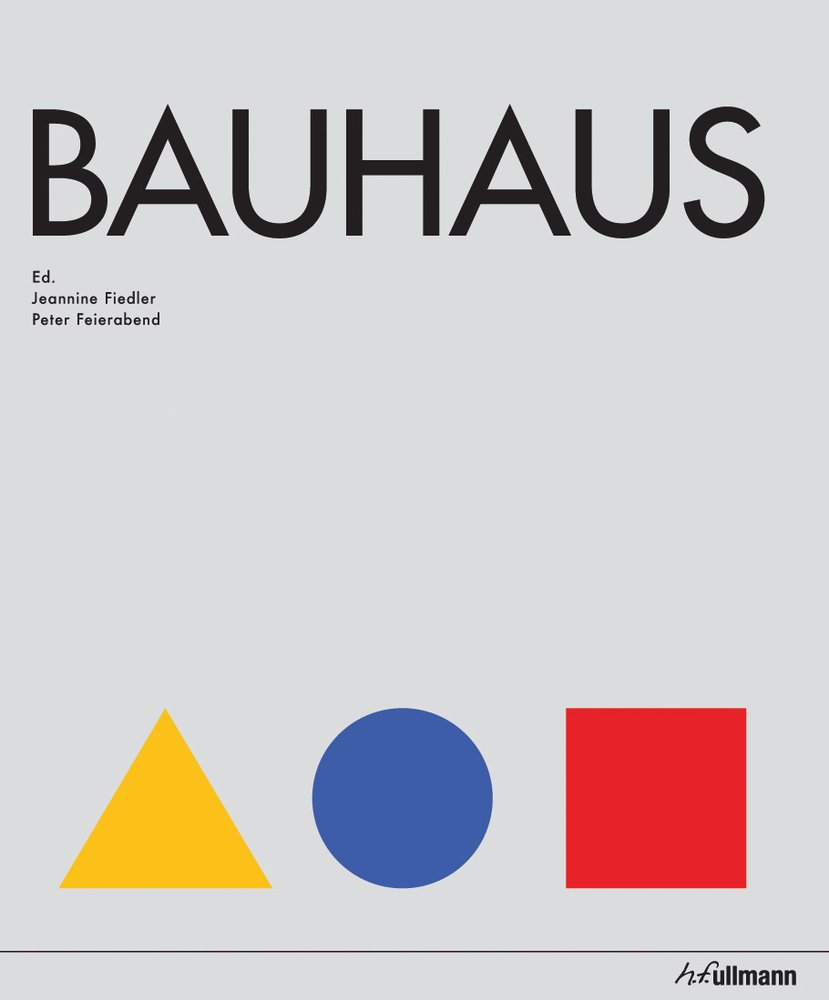 BAUHAUS
Ed.
Jeannine Fiedler
Peter Feierabend
h.f.ullmann